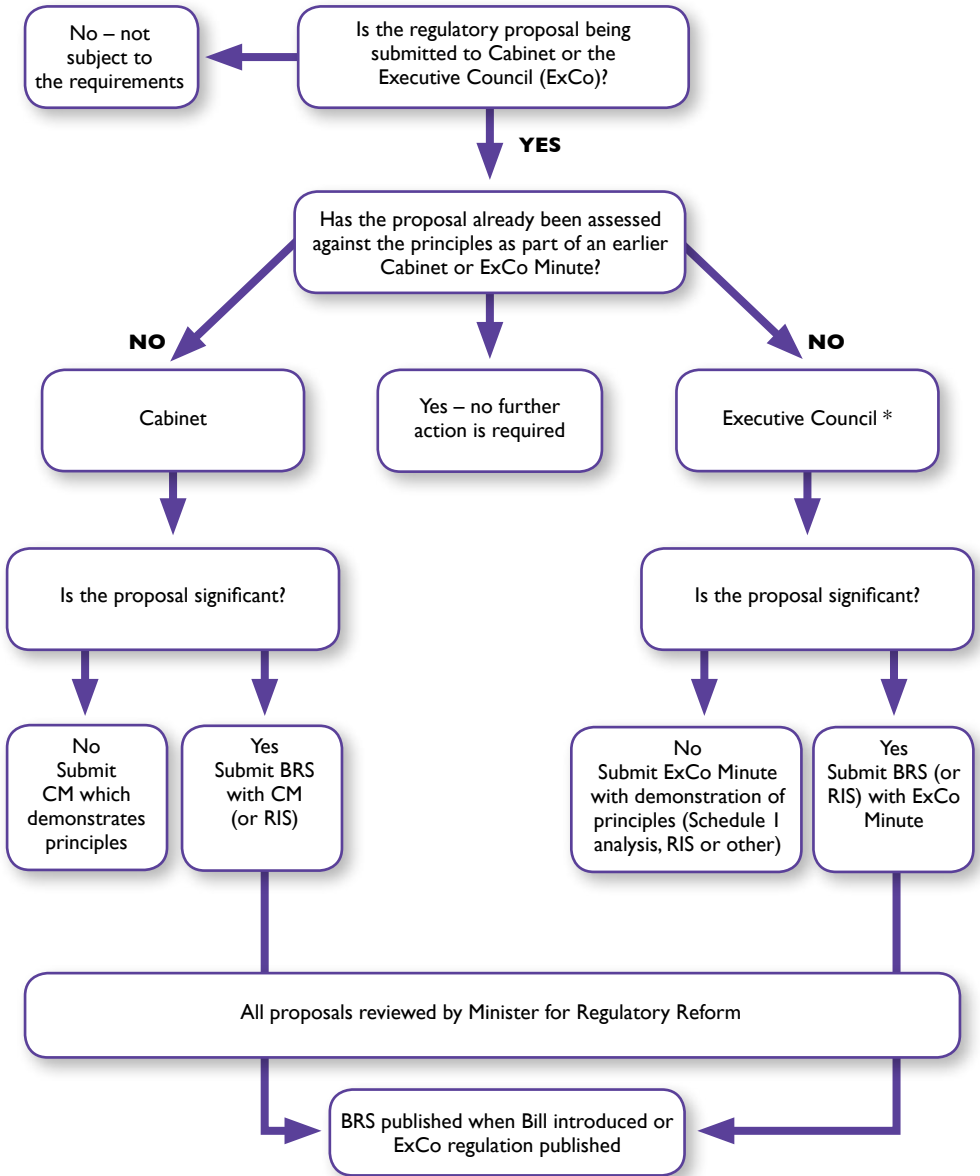 No – not
subject to
the requirements
Is the regulatory proposal being
submitted to Cabinet or the
Executive Council (ExCo)?
YES
Has the proposal already been assessed
against the principles as part of an earlier
Cabinet or ExCo Minute?
NO
NO
Cabinet
Yes – no further
action is required
Executive Council *
Is the proposal significant?
Is the proposal significant?
No
Submit
CM which
demonstrates
principles
Yes
Submit BRS
with CM
(or RIS)
No
Submit ExCo Minute
with demonstration of
principles (Schedule 1
analysis, RIS or other)
Yes
Submit BRS (or
RIS) with ExCo
Minute
All proposals reviewed by Minister for Regulatory Reform
BRS published when Bill introduced or
ExCo regulation published